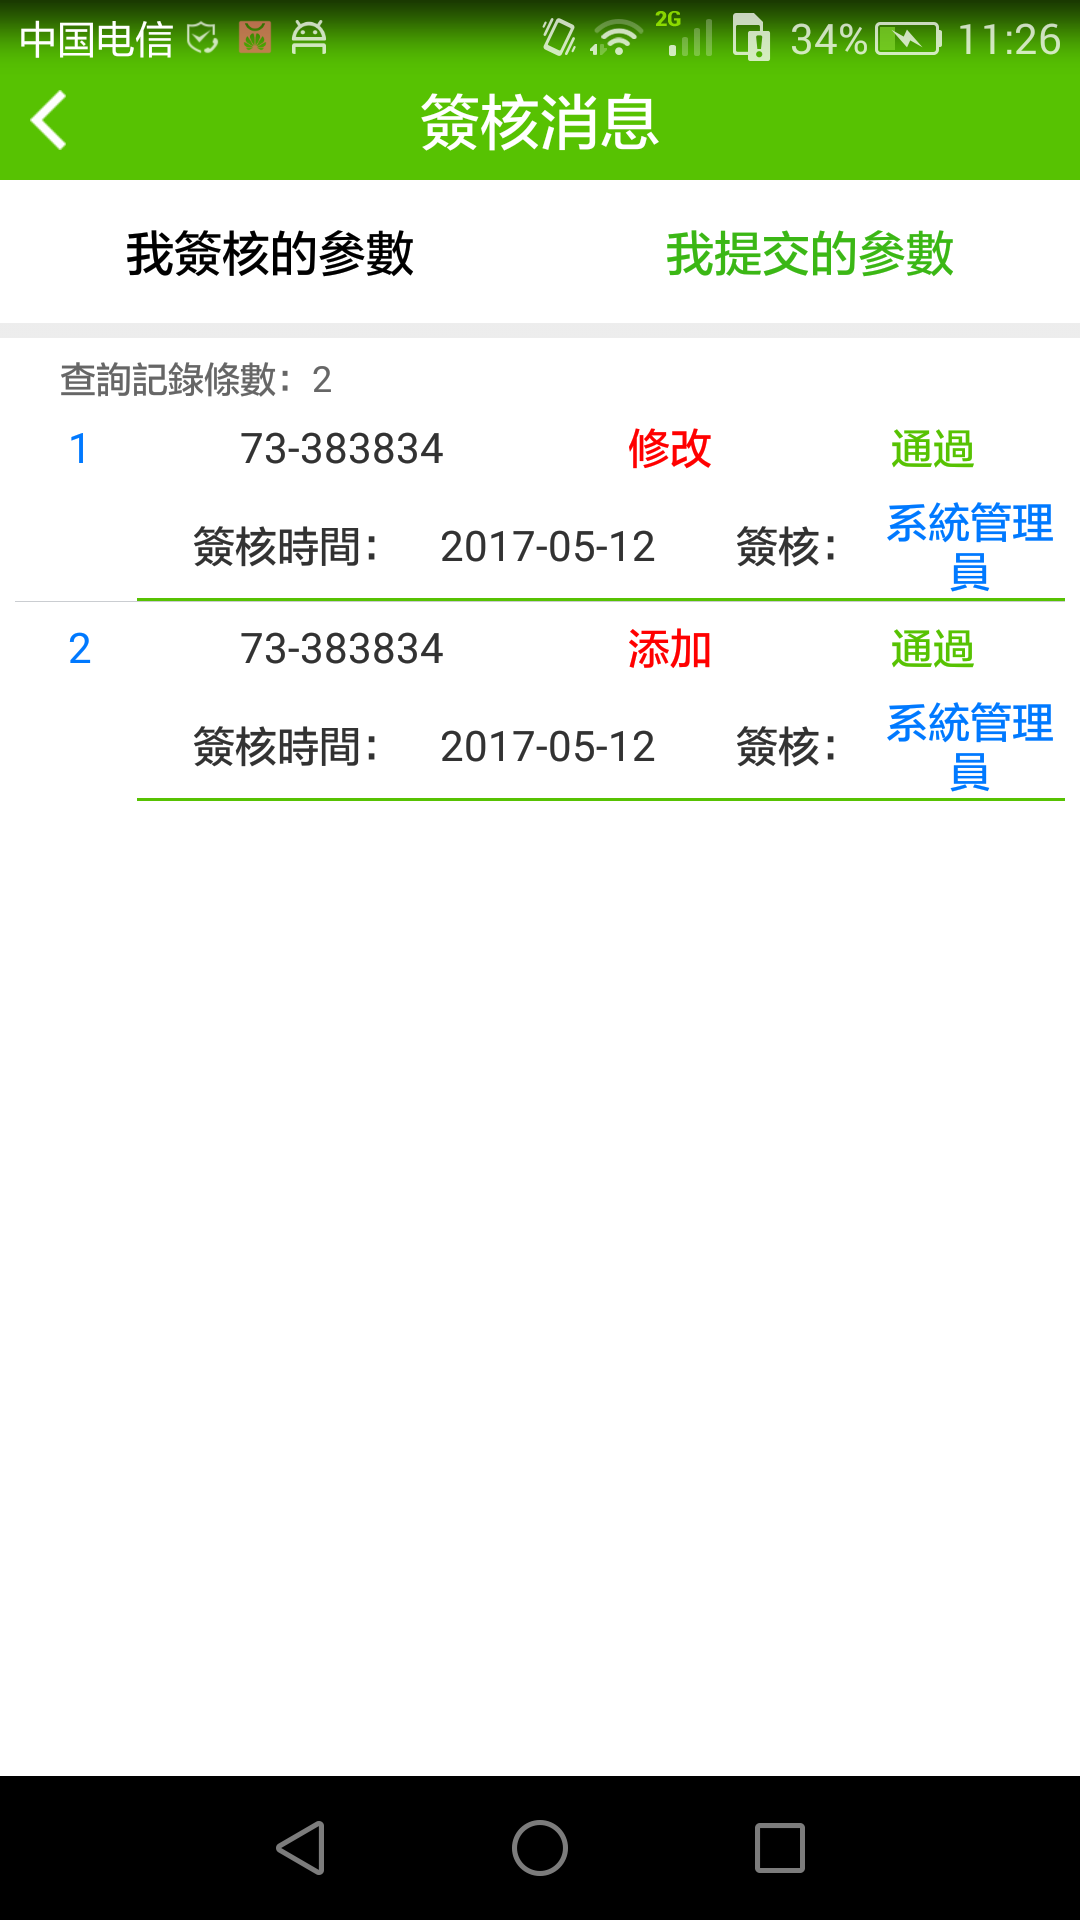 中国电信 2G 34% 11:26
簽核消息
我簽核的參數 我提交的參數
查詢記錄條數：2
1 73-383834 修改 通過
簽核時間： 2017-05-12 簽核： 系統管理
員
2 73-383834 添加 通過
簽核時間： 2017-05-12 簽核： 系統管理
員